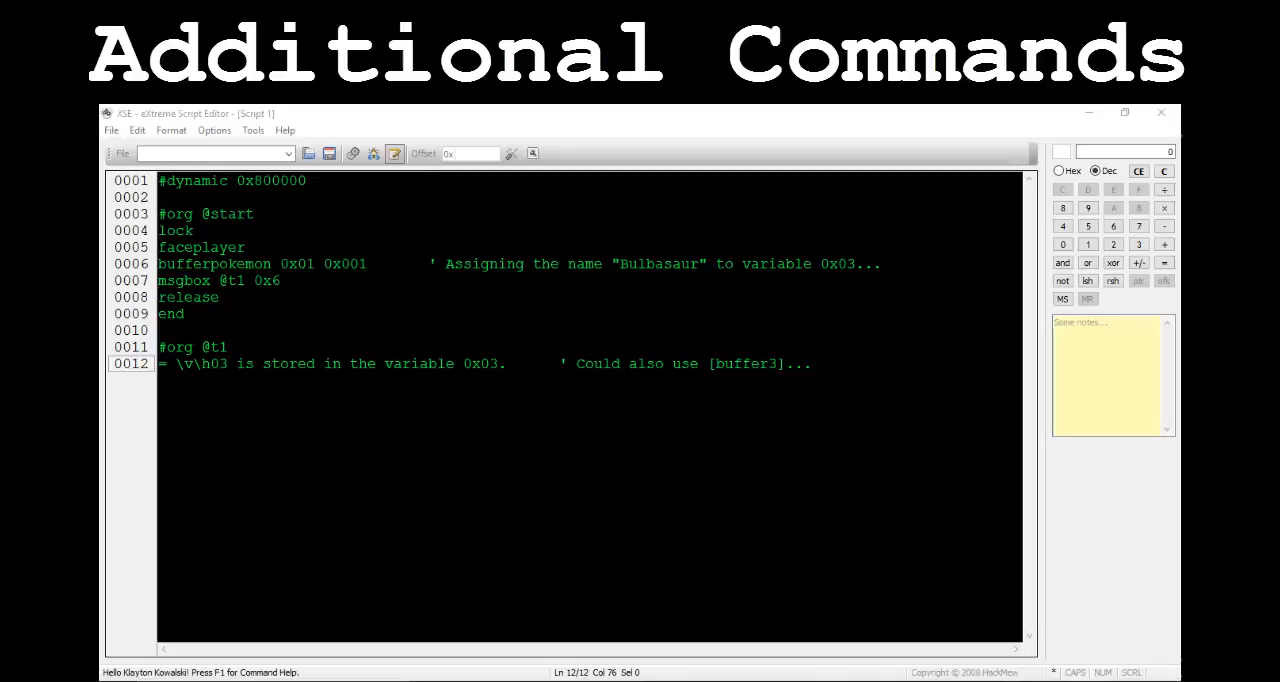 Additional Commands
XSE - eXtreme Script Editor - [Script 1]
File Edit Format Options Tools Help
File Offset 0x
0
Hex Dec CE C
C D E F ÷
8 9 A B ×
4 5 6 7 -
0 1 2 3 +
and or xor +/- =
not lsh rsh ptr ofs
MS MR
Some notes...
0001 #dynamic 0x800000
0002
0003 #org @start
0004 lock
0005 faceplayer
0006 bufferpokemon 0x01 0x001 ' Assigning the name "Bulbasaur" to variable 0x03...
0007 msgbox @t1 0x6
0008 release
0009 end
0010
0011 #org @t1
0012 = \v\h03 is stored in the variable 0x03. ' Could also use [buffer3]...
Hello Klayton Kowalski! Press F1 for Command Help. Ln 12/12 Col 76 Sel 0 Copyright © 2008 HackMew * CAPS NUM SCRL